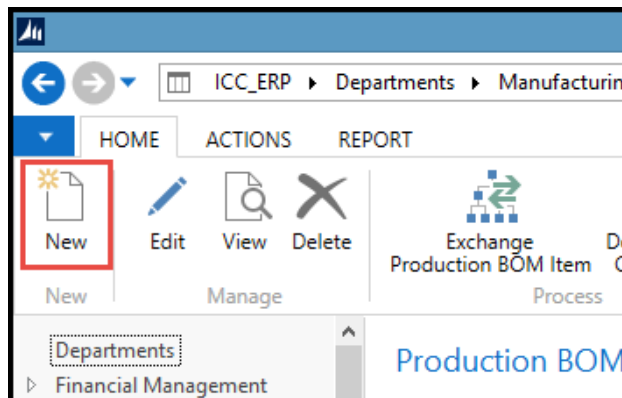 ICC_ERP Departments
HOME ACTIONS REPORT
New Edit View Delete Exchange
Production BOM Item
New Manage Process
Departments
Financial Management
Production BOM